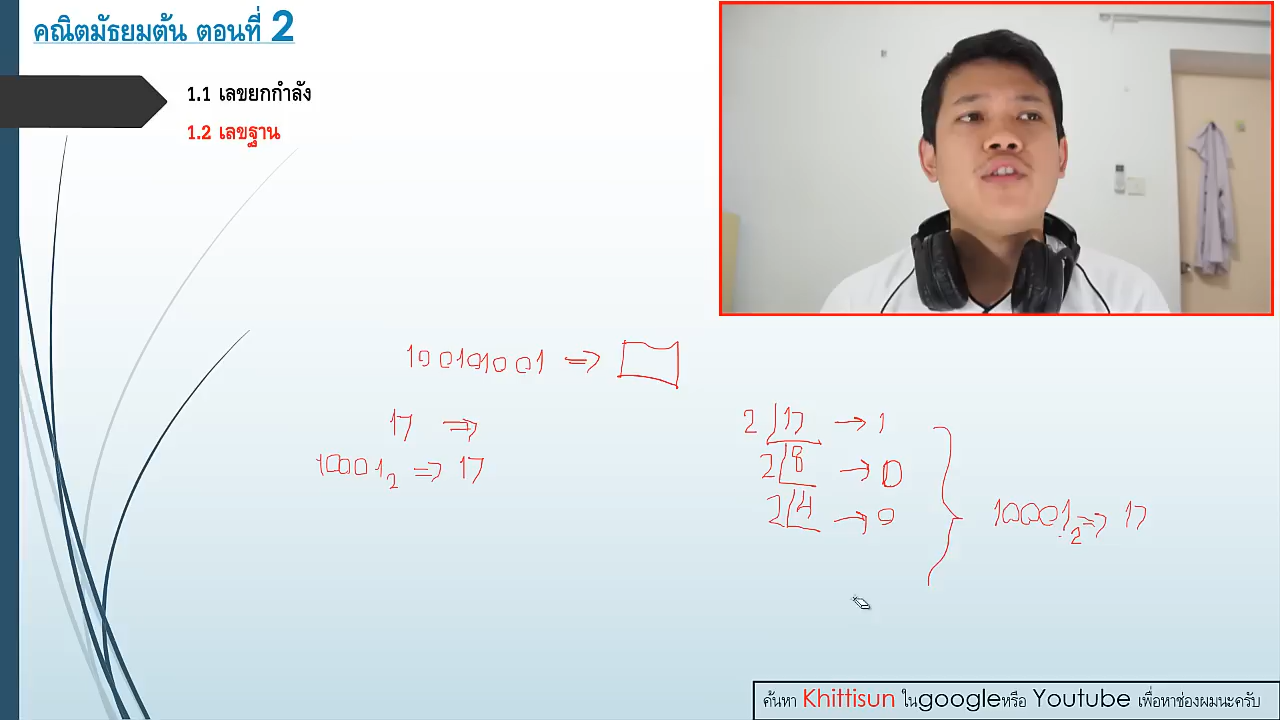 คณิตมัธยมต้น ตอนที่ 2
1.1 เลขยกกำลัง
1.2 เลขฐาน
100101001 ⇒
17 ⇒
10001₂ ⇒ 17
2 17 → 1
2 8 → 0
2 4 → 0
10001₂ ⇒ 17
ค้นหา Khittisun ในgoogleหรือ Youtube เพื่อหาช่องผมนะครับ